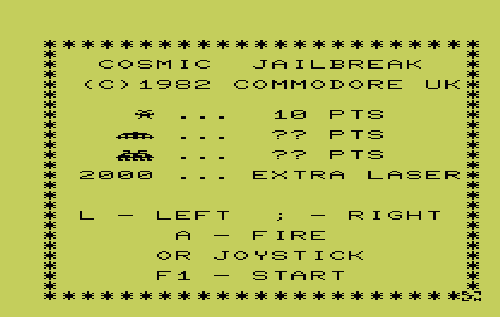 COSMIC JAILBREAK
(C)1982 COMMODORE UK
... 10 PTS
... ?? PTS
... ?? PTS
2000 ... EXTRA LASER
L - LEFT ; - RIGHT
A - FIRE
OR JOYSTICK
F1 - START